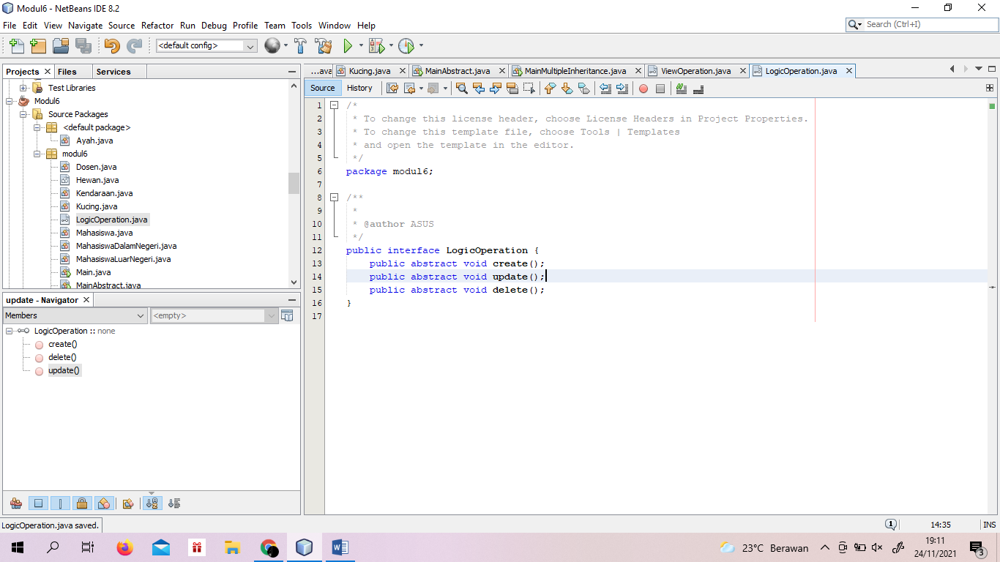 Modul6 - NetBeans IDE 8.2
File Edit View Navigate Source Refactor Run Debug Profile Team Tools Window Help
Search (Ctrl+I)
<default config>
Projects Files Services
Test Libraries
Modul6
Source Packages
<default package>
Ayah.java
modul6
Dosen.java
Hewan.java
Kendaraan.java
Kucing.java
LogicOperation.java
Mahasiswa.java
MahasiswaDalamNegeri.java
MahasiswaLuarNegeri.java
Main.java
MainAbstract.java
update - Navigator
Members <empty>
LogicOperation :: none
create()
delete()
update()
...ava Kucing.java MainAbstract.java MainMultipleInheritance.java ViewOperation.java LogicOperation.java
Source History
1 /*
2 * To change this license header, choose License Headers in Project Properties.
3 * To change this template file, choose Tools | Templates
4 * and open the template in the editor.
5 */
6 package modul6;
7
8 /**
9 *
10 * @author ASUS
11 */
12 public interface LogicOperation {
13 public abstract void create();
14 public abstract void update();
15 public abstract void delete();
16 }
17
LogicOperation.java saved.
1 14:35 INS
23°C Berawan
19:11
24/11/2021
3